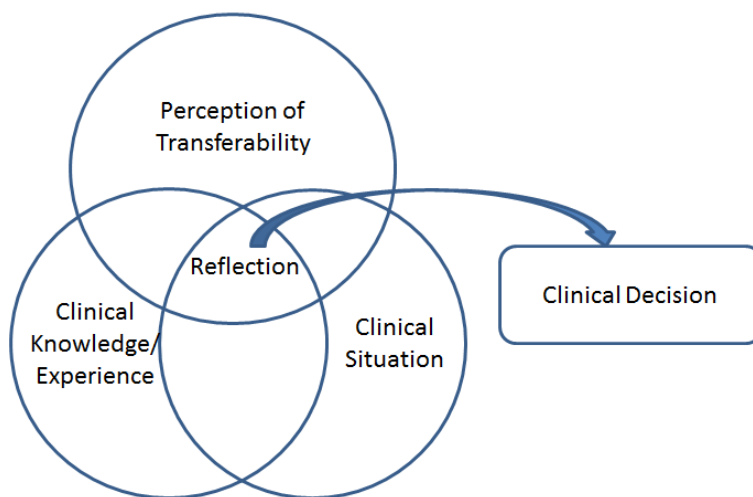 Perception of
Transferability
Reflection
Clinical
Knowledge/
Experience
Clinical
Situation
Clinical Decision